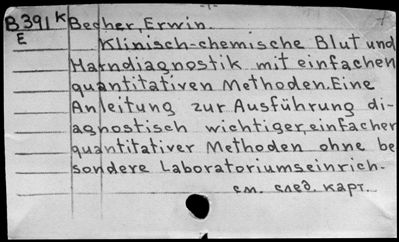 B391k Becher, Erwin.
E Klinisch-chemische Blut und
Harndiagnostik mit einfachen
quantitativen Methoden. Eine
Anleitung zur Ausführung di-
agnostisch wichtiger, einfacher
quantitativer Methoden ohne be
sondere Laboratoriumseinrich-
см. след. карт.